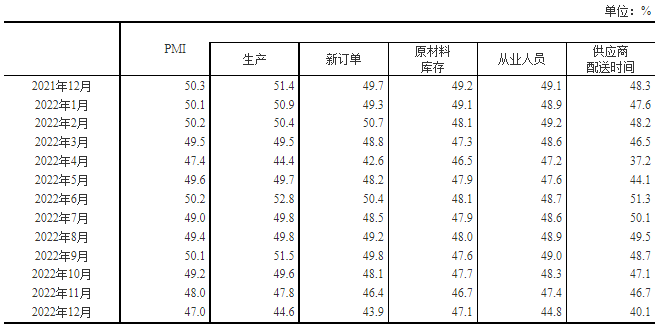 单位：%
PMI 生产 新订单 原材料 从业人员 供应商
库存 配送时间
2021年12月 50.3 51.4 49.7 49.2 49.1 48.3
2022年1月 50.1 50.9 49.3 49.1 48.9 47.6
2022年2月 50.2 50.4 50.7 48.1 49.2 48.2
2022年3月 49.5 49.5 48.8 47.3 48.6 46.5
2022年4月 47.4 44.4 42.6 46.5 47.2 37.2
2022年5月 49.6 49.7 48.2 47.9 47.6 44.1
2022年6月 50.2 52.8 50.4 48.1 48.7 51.3
2022年7月 49.0 49.8 48.5 47.9 48.6 50.1
2022年8月 49.4 49.8 49.2 48.0 48.9 49.5
2022年9月 50.1 51.5 49.8 47.6 49.0 48.7
2022年10月 49.2 49.6 48.1 47.7 48.3 47.1
2022年11月 48.0 47.8 46.4 46.7 47.4 46.7
2022年12月 47.0 44.6 43.9 47.1 44.8 40.1